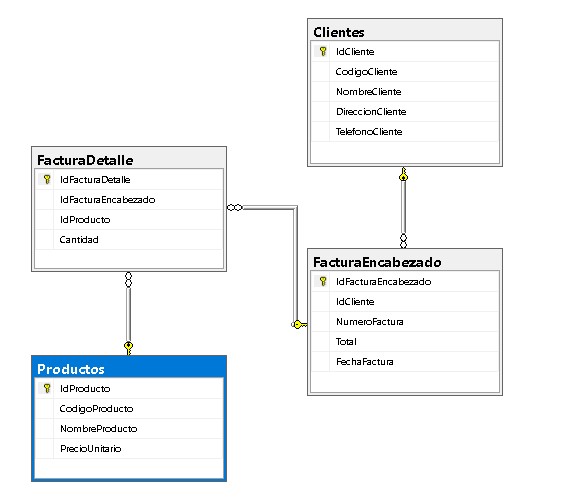 Clientes
IdCliente
CodigoCliente
NombreCliente
DireccionCliente
TelefonoCliente
FacturaDetalle
IdFacturaDetalle
IdFacturaEncabezado
IdProducto
Cantidad
FacturaEncabezado
IdFacturaEncabezado
IdCliente
NumeroFactura
Total
FechaFactura
Productos
IdProducto
CodigoProducto
NombreProducto
PrecioUnitario